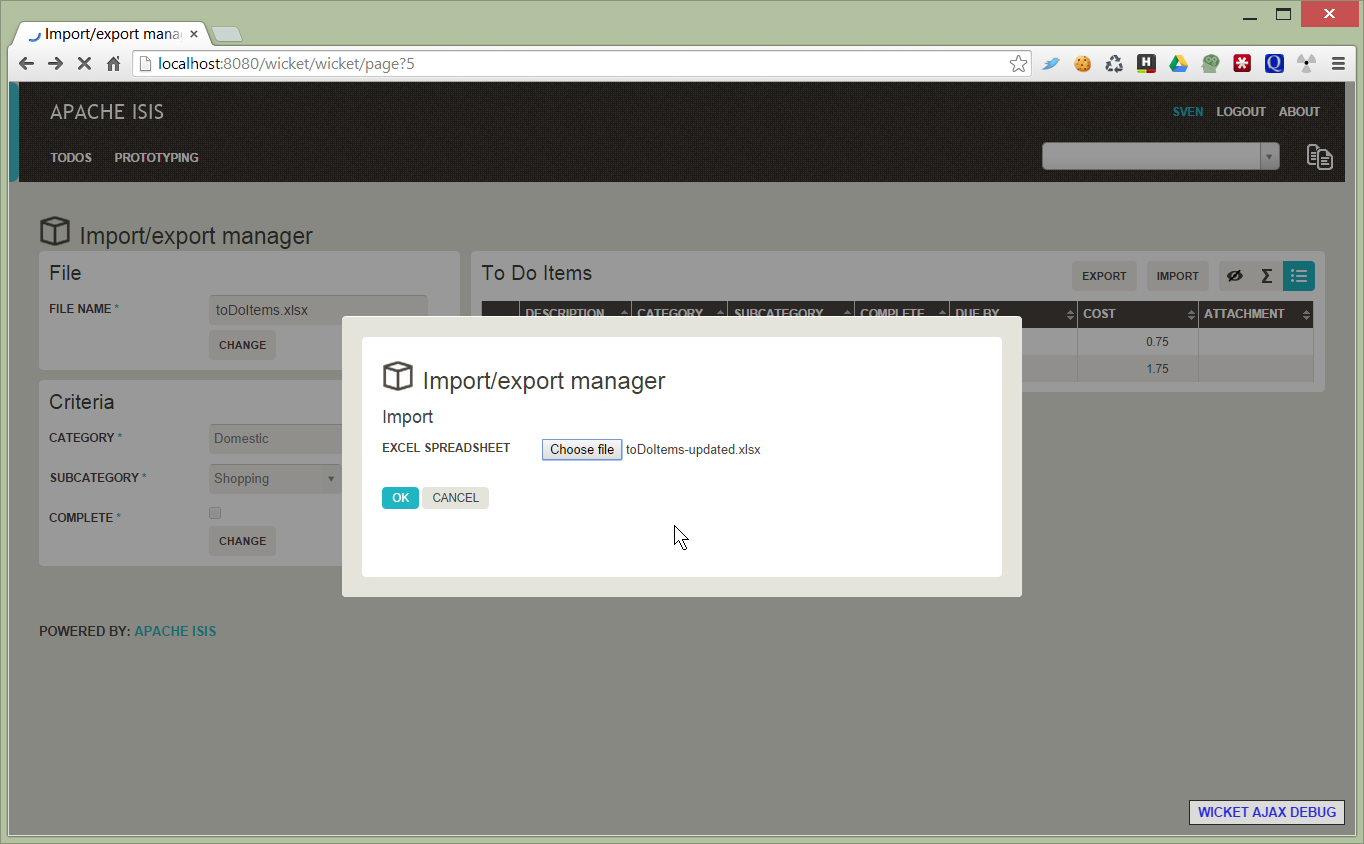 Import/export mana
localhost:8080/wicket/wicket/page?5
APACHE ISIS
SVEN LOGOUT ABOUT
TODOS PROTOTYPING
Import/export manager
File
FILE NAME *
toDoItems.xlsx
CHANGE
To Do Items
EXPORT IMPORT Σ
DESCRIPTION CATEGORY SUBCATEGORY COMPLETE DUE BY COST ATTACHMENT
0.75
1.75
Criteria
CATEGORY * Domestic
SUBCATEGORY * Shopping
COMPLETE *
CHANGE
Import/export manager
Import
EXCEL SPREADSHEET Choose file toDoItems-updated.xlsx
OK CANCEL
POWERED BY: APACHE ISIS
WICKET AJAX DEBUG